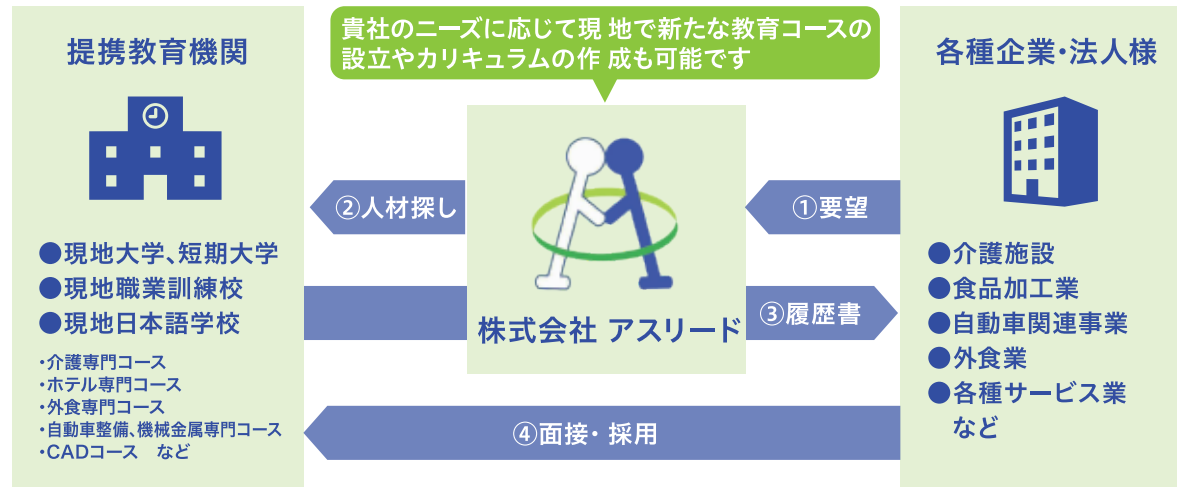 提携教育機関
●現地大学、短期大学
●現地職業訓練校
●現地日本語学校
・介護専門コース
・ホテル専門コース
・外食専門コース
・自動車整備、機械金属専門コース
・CADコース　など
貴社のニーズに応じて現 地で新たな教育コースの
設立やカリキュラムの作 成も可能です
②人材探し
①要望
株式会社 アスリード
③履歴書
④面接・ 採用
各種企業・法人様
●介護施設
●食品加工業
●自動車関連事業
●外食業
●各種サービス業
など